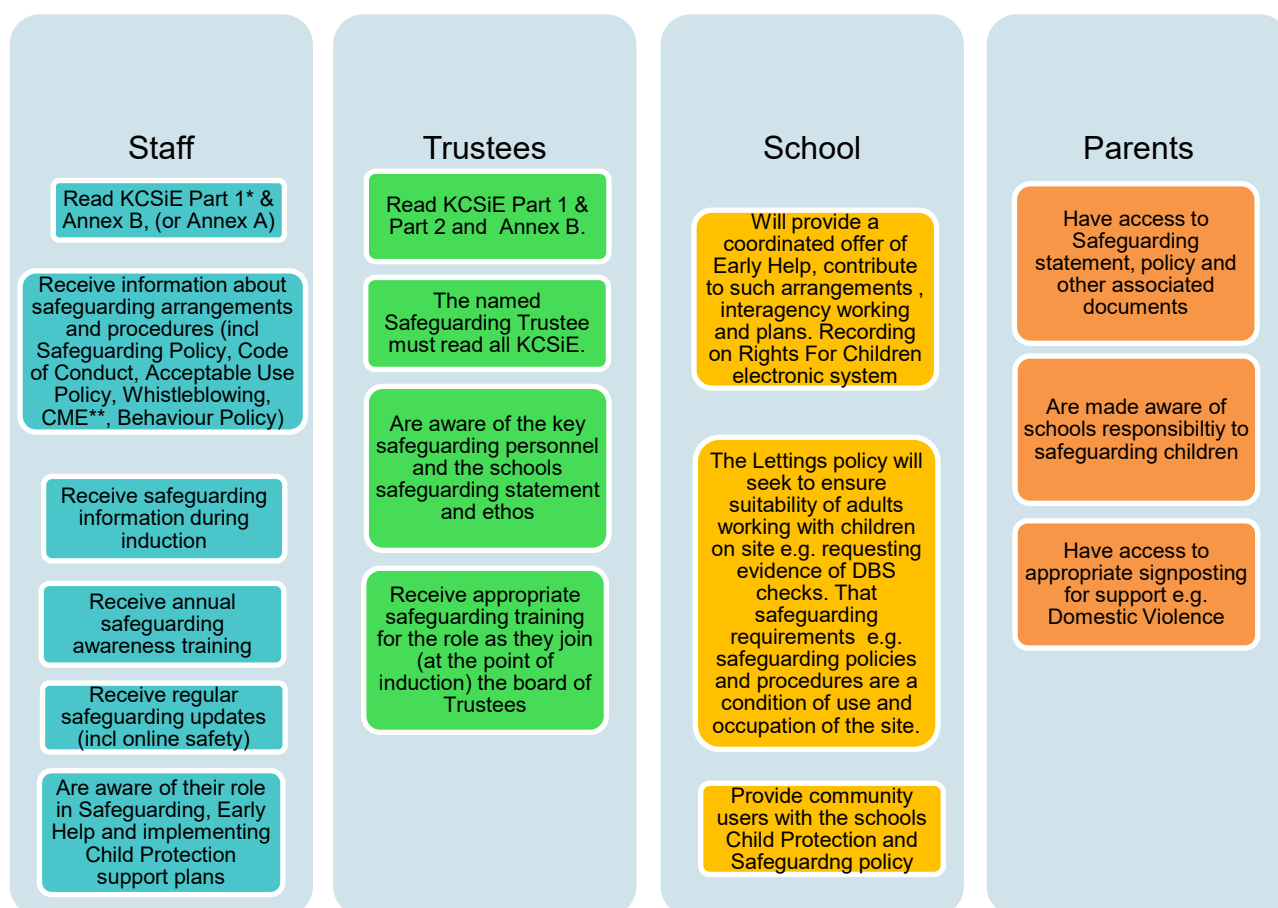 Staff
Read KCSiE Part 1* &
Annex B, (or Annex A)
Receive information about
safeguarding arrangements
and procedures (incl
Safeguarding Policy, Code
of Conduct, Acceptable Use
Policy, Whistleblowing,
CME**, Behaviour Policy)
Receive safeguarding
information during
induction
Receive annual
safeguarding
awareness training
Receive regular
safeguarding updates
(incl online safety)
Are aware of their role
in Safeguarding, Early
Help and implementing
Child Protection
support plans
Trustees
Read KCSiE Part 1 &
Part 2 and Annex B.
The named
Safeguarding Trustee
must read all KCSiE.
Are aware of the key
safeguarding personnel
and the schools
safeguarding statement
and ethos
Receive appropriate
safeguarding training
for the role as they join
(at the point of
induction) the board of
Trustees
School
Will provide a
coordinated offer of
Early Help, contribute
to such arrangements ,
interagency working
and plans. Recording
on Rights For Children
electronic system
The Lettings policy will
seek to ensure
suitability of adults
working with children
on site e.g. requesting
evidence of DBS
checks. That
safeguarding
requirements e.g.
safeguarding policies
and procedures are a
condition of use and
occupation of the site.
Provide community
users with the schools
Child Protection and
Safeguardng policy
Parents
Have access to
Safeguarding
statement, policy and
other associated
documents
Are made aware of
schools responsibiltiy to
safeguarding children
Have access to
appropriate signposting
for support e.g.
Domestic Violence